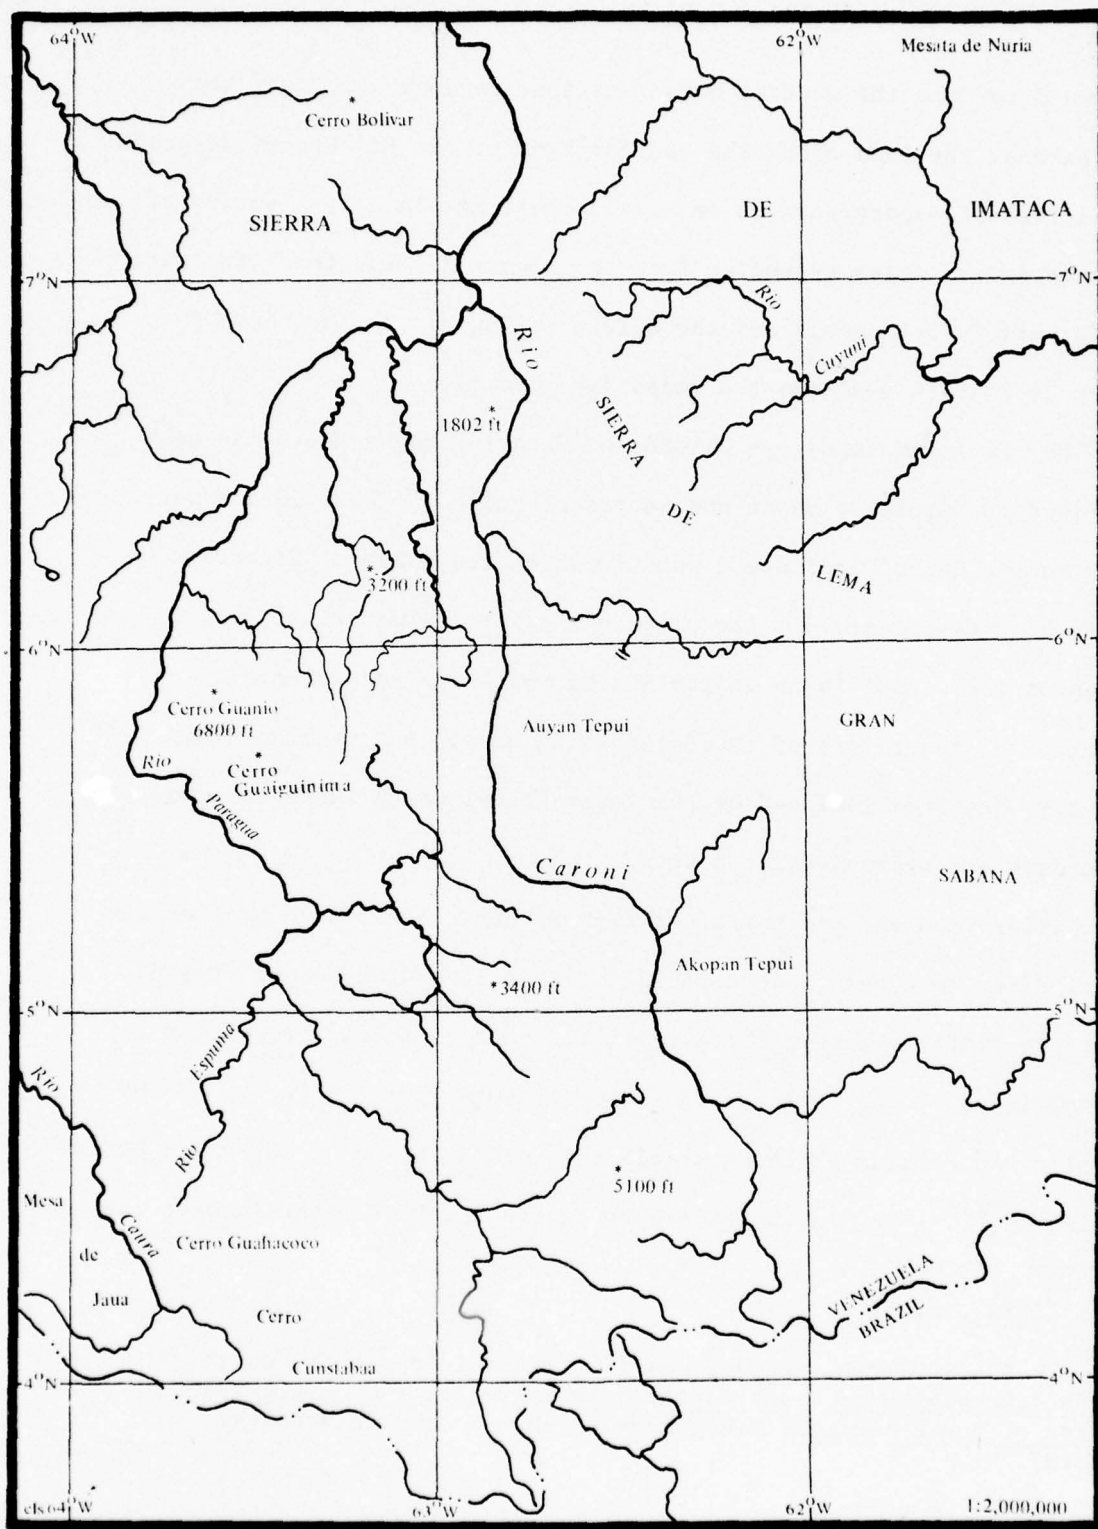 64°W
62°W
Mesata de Nuria
Cerro Bolivar
SIERRA
DE
IMATACA
7°N
7°N
Rio
Rio
Cuyuni
1802 ft
SIERRA
DE
LEMA
3200 ft
6°N
6°N
Cerro Guanio
6800 ft
Auyan Tepui
GRAN
Rio
Cerro
Guaiguinima
Paragua
Caroni
SABANA
Akopan Tepui
3400 ft
5°N
5°N
Espuma
Rio
Rio
5100 ft
Mesa
Caura
Cerro Guahacoco
de
VENEZUELA
Jaua
Cerro
BRAZIL
Cunstabaa
4°N
4°N
cls
64°W
63°W
62°W
1:2,000,000